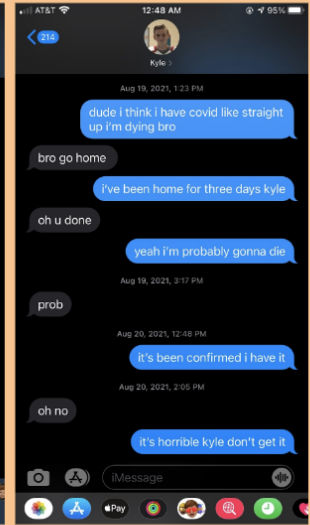 AT&T 12:48 AM 95%
214
Kyle
Aug 19, 2021, 1:23 PM
dude i think i have covid like straight
up i'm dying bro
bro go home
i've been home for three days kyle
oh u done
yeah i'm probably gonna die
Aug 19, 2021, 3:17 PM
prob
Aug 20, 2021, 12:48 PM
it's been confirmed i have it
Aug 20, 2021, 2:05 PM
oh no
it's horrible kyle don't get it
iMessage
Pay